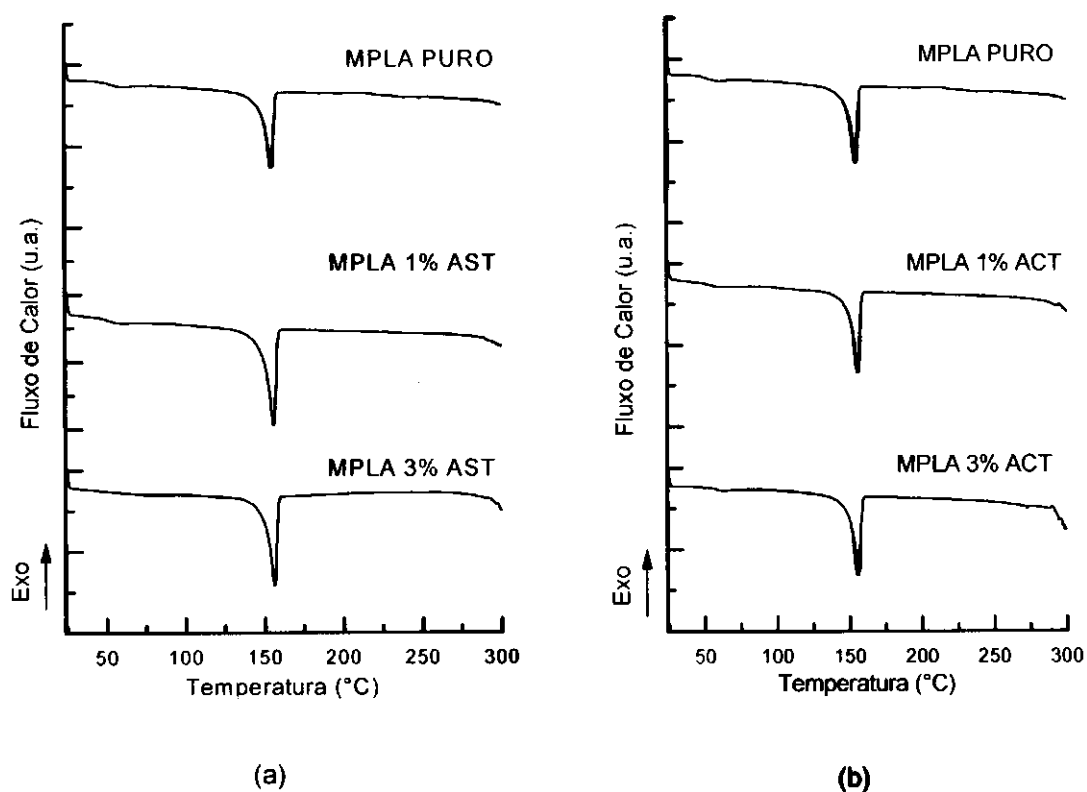 MPLA PURO
MPLA 1% AST
MPLA 3% AST
Fluxo de Calor (u.a.)
Exo
50 100 150 200 250 300
Temperatura (°C)
(a)
MPLA PURO
MPLA 1% ACT
MPLA 3% ACT
Fluxo de Calor (u.a.)
Exo
50 100 150 200 250 300
Temperatura (°C)
(b)